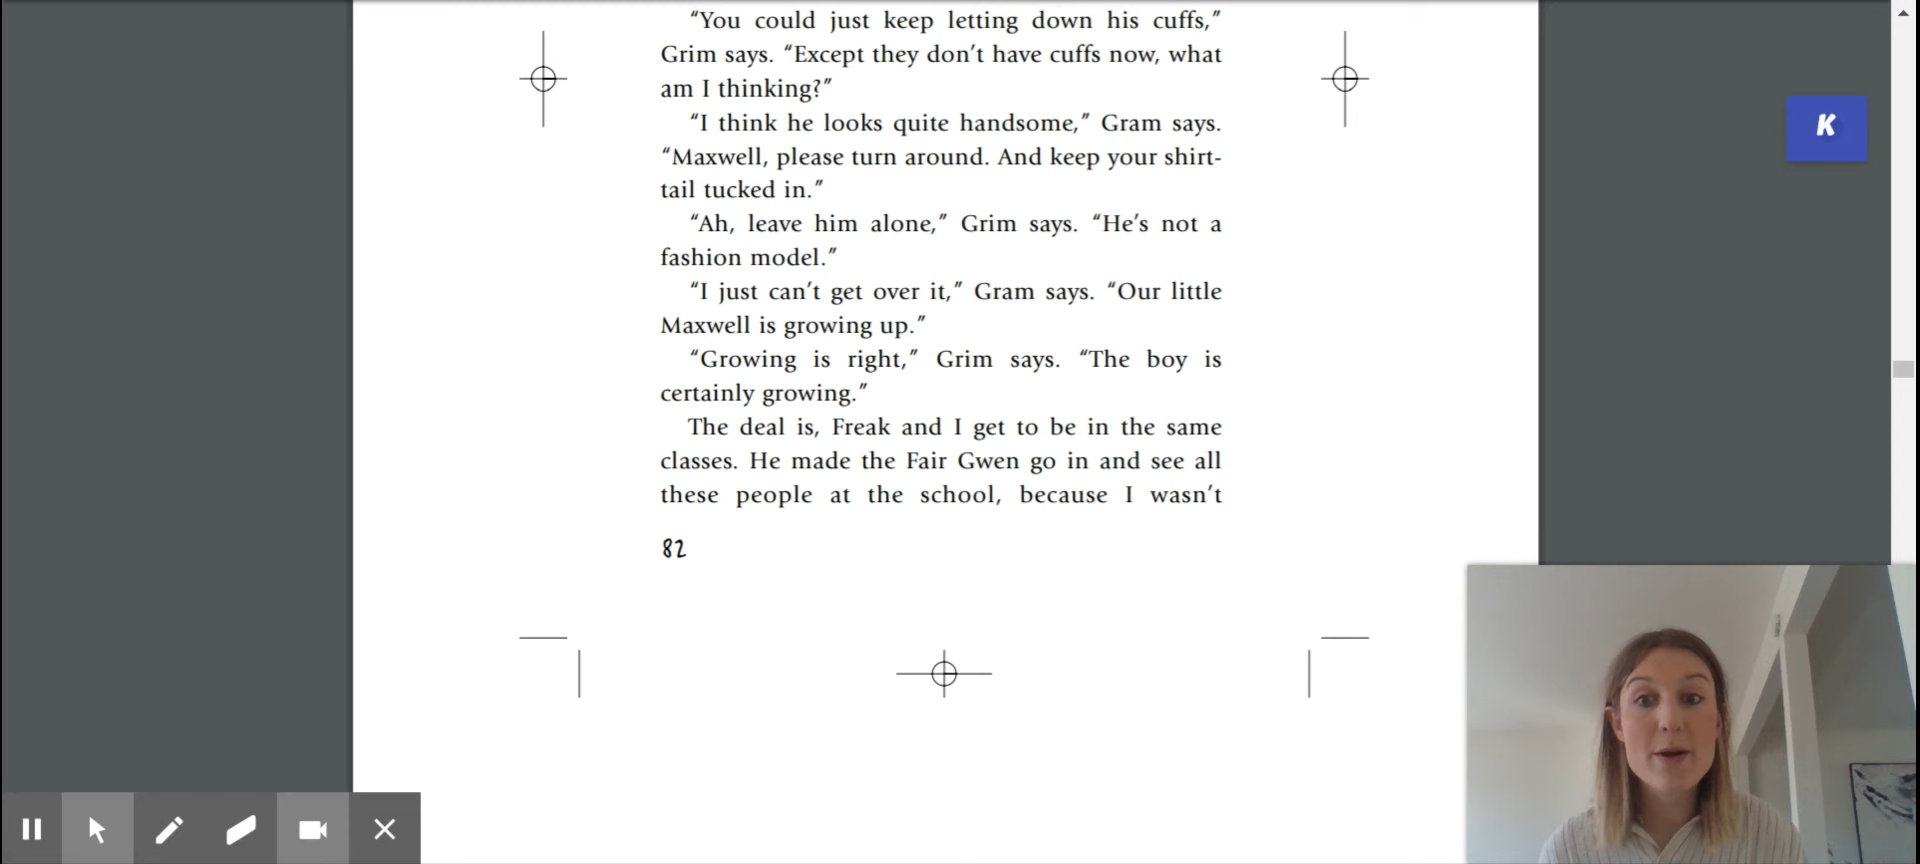 “You could just keep letting down his cuffs,”
Grim says. “Except they don’t have cuffs now, what
am I thinking?”
“I think he looks quite handsome,” Gram says.
“Maxwell, please turn around. And keep your shirt-
tail tucked in.”
“Ah, leave him alone,” Grim says. “He’s not a
fashion model.”
“I just can’t get over it,” Gram says. “Our little
Maxwell is growing up.”
“Growing is right,” Grim says. “The boy is
certainly growing.”
The deal is, Freak and I get to be in the same
classes. He made the Fair Gwen go in and see all
these people at the school, because I wasn’t
82
K